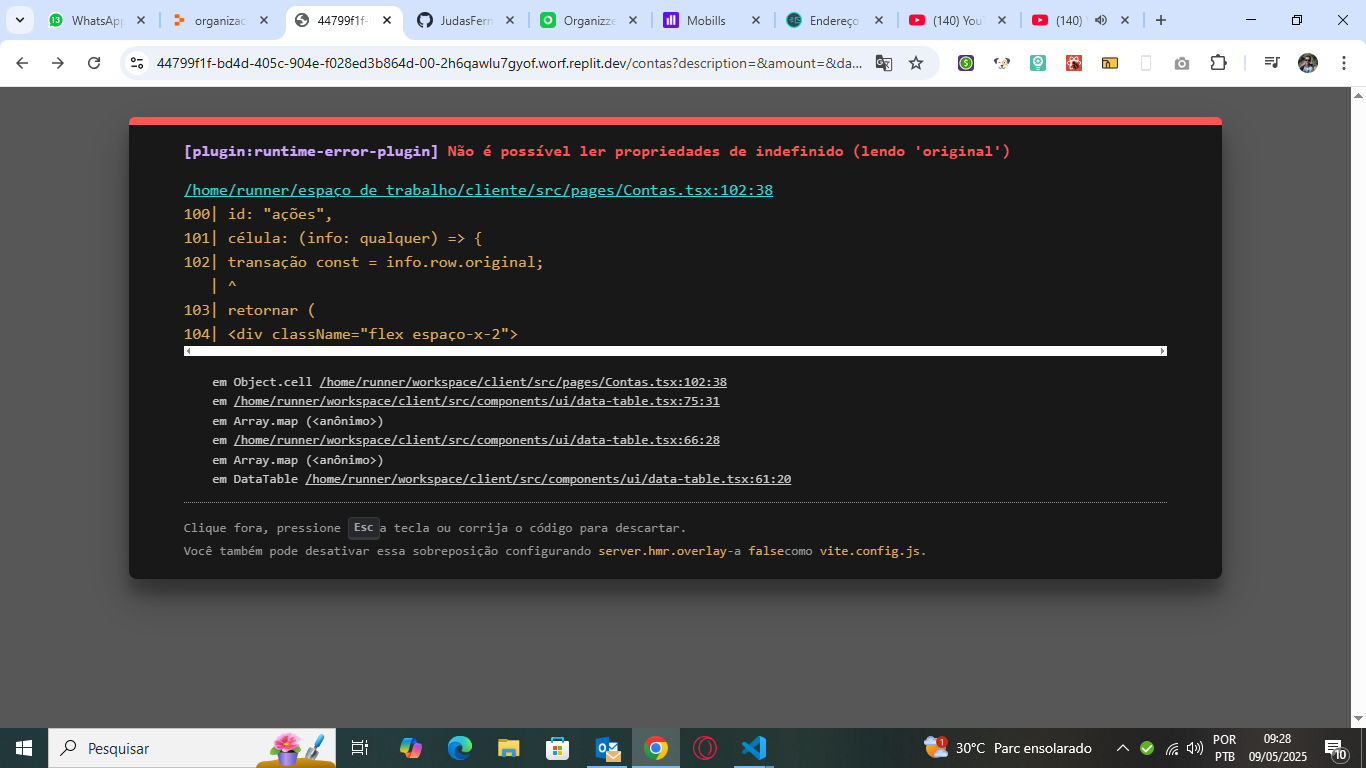 WhatsApp
organizac
44799f1f-
JudasFern
Organizze
Mobills
Endereço
(140) You
(140)
44799f1f-bd4d-405c-904e-f028ed3b864d-00-2h6qawlu7gyof.worf.replit.dev/contas?description=&amount=&da...
[plugin:runtime-error-plugin] Não é possível ler propriedades de indefinido (lendo 'original')
/home/runner/espaço de trabalho/cliente/src/pages/Contas.tsx:102:38
100| id: "ações",
101| célula: (info: qualquer) => {
102| transação const = info.row.original;
| ^
103| retornar (
104| <div className="flex espaço-x-2">
em Object.cell /home/runner/workspace/client/src/pages/Contas.tsx:102:38
em /home/runner/workspace/client/src/components/ui/data-table.tsx:75:31
em Array.map (<anônimo>)
em /home/runner/workspace/client/src/components/ui/data-table.tsx:66:28
em Array.map (<anônimo>)
em DataTable /home/runner/workspace/client/src/components/ui/data-table.tsx:61:20
Clique fora, pressione Esc a tecla ou corrija o código para descartar.
Você também pode desativar essa sobreposição configurando server.hmr.overlay-a falsecomo vite.config.js.
Pesquisar
1
30°C Parc ensolarado
POR
PTB
09:28
09/05/2025
10